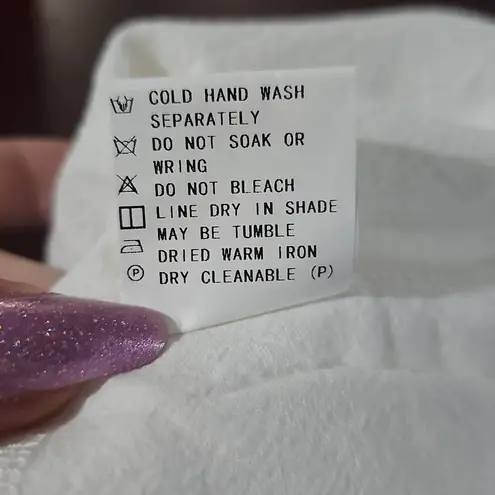 COLD HAND WASH
SEPARATELY
DO NOT SOAK OR
WRING
DO NOT BLEACH
LINE DRY IN SHADE
MAY BE TUMBLE
DRIED WARM IRON
P DRY CLEANABLE (P)